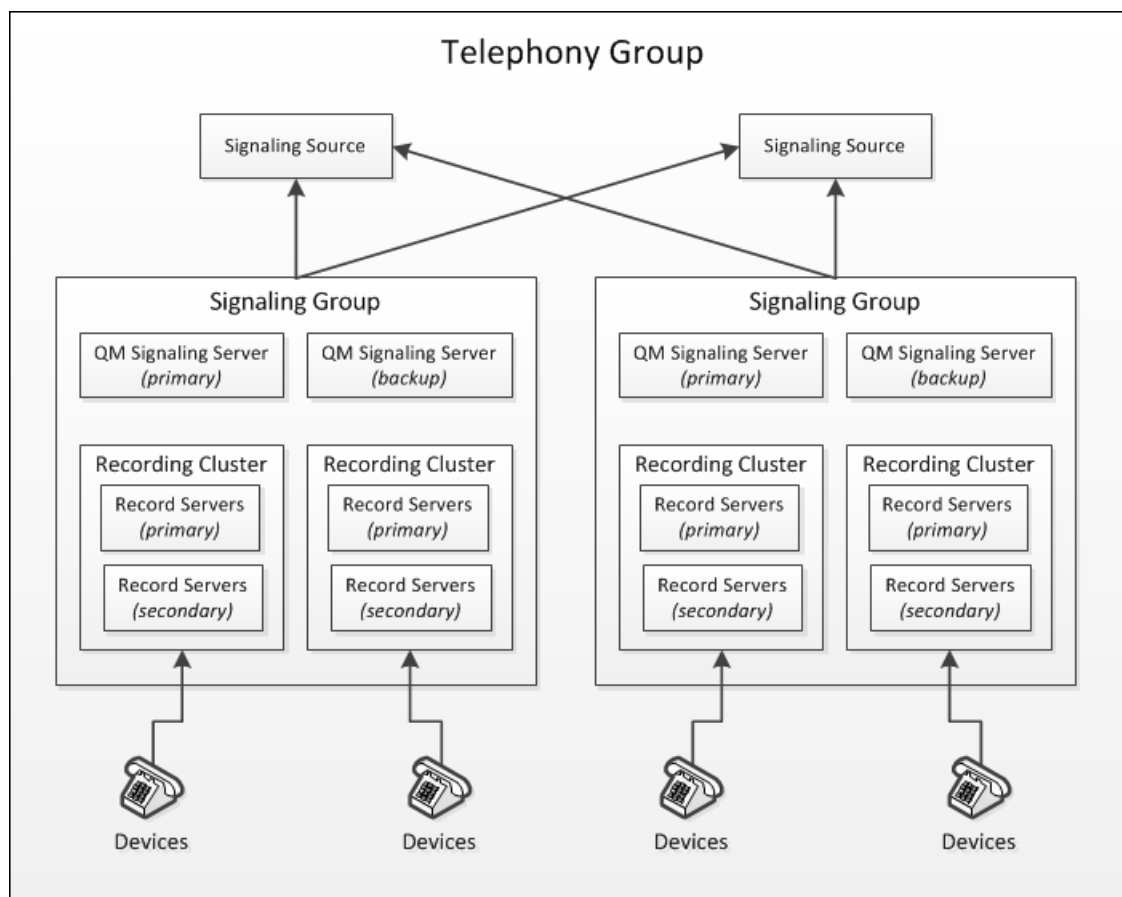 Telephony Group
Signaling Source
Signaling Source
Signaling Group
QM Signaling Server
(primary)
QM Signaling Server
(backup)
Recording Cluster
Record Servers
(primary)
Record Servers
(secondary)
Recording Cluster
Record Servers
(primary)
Record Servers
(secondary)
Signaling Group
QM Signaling Server
(primary)
QM Signaling Server
(backup)
Recording Cluster
Record Servers
(primary)
Record Servers
(secondary)
Recording Cluster
Record Servers
(primary)
Record Servers
(secondary)
Devices
Devices
Devices
Devices